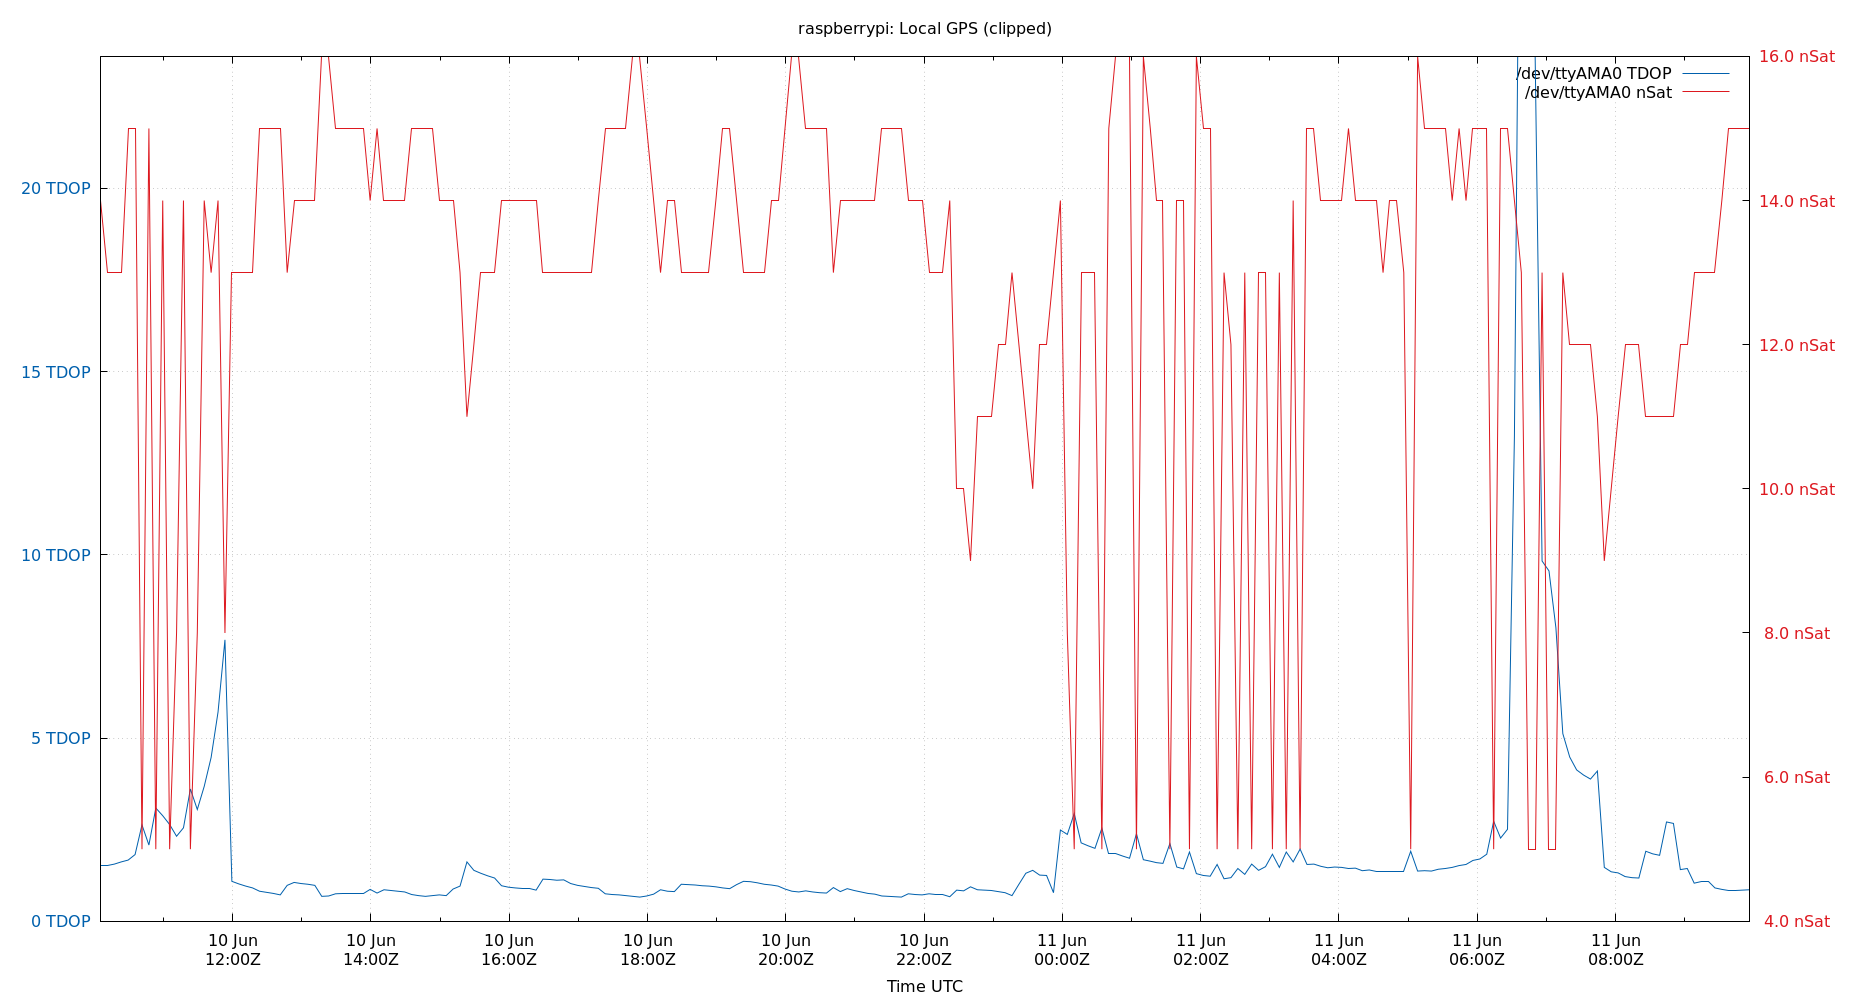 raspberrypi: Local GPS (clipped)
/dev/ttyAMA0 TDOP
/dev/ttyAMA0 nSat
20 TDOP
15 TDOP
10 TDOP
5 TDOP
0 TDOP
16.0 nSat
14.0 nSat
12.0 nSat
10.0 nSat
8.0 nSat
6.0 nSat
4.0 nSat
10 Jun
12:00Z
10 Jun
14:00Z
10 Jun
16:00Z
10 Jun
18:00Z
10 Jun
20:00Z
10 Jun
22:00Z
11 Jun
00:00Z
11 Jun
02:00Z
11 Jun
04:00Z
11 Jun
06:00Z
11 Jun
08:00Z
Time UTC